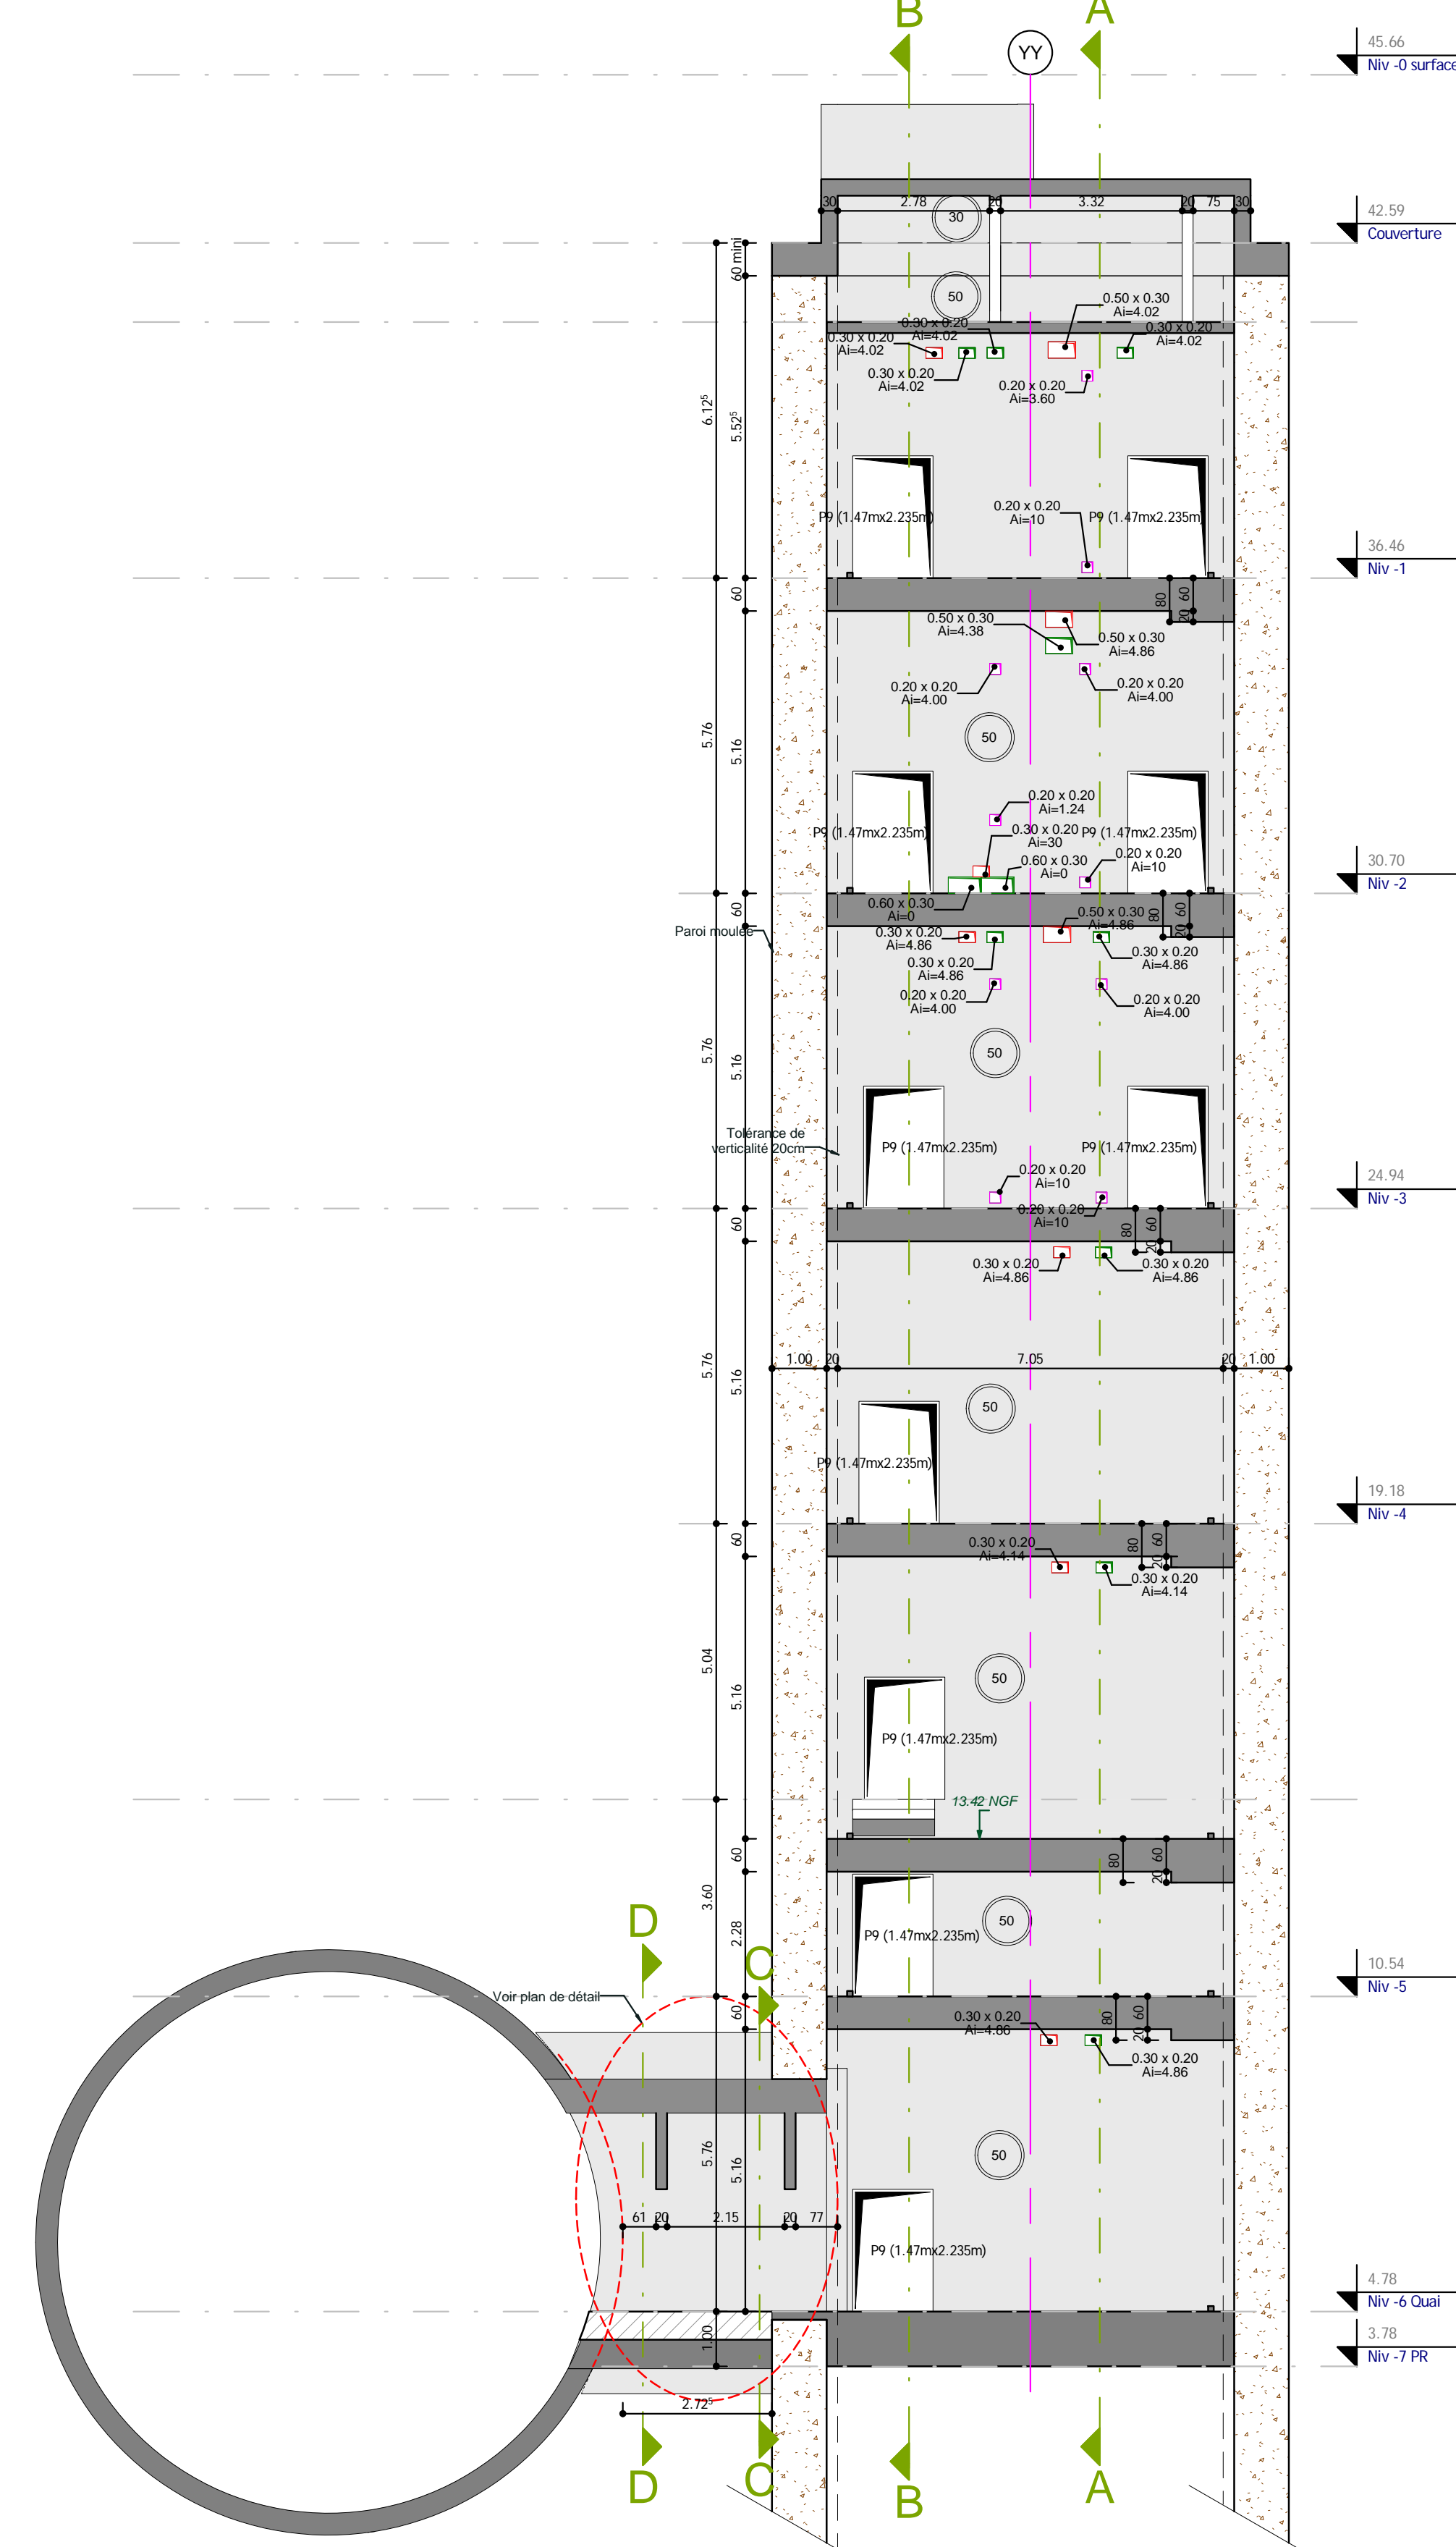 B
A
YY
45.66
Niv -0 surface
30
2.78
20
3.32
20
75
30
30
42.59
Couverture
60 mini
50
0.50 x 0.30
Ai=4.02
0.30 x 0.20
Ai=4.02
0.30 x 0.20
Ai=4.02
0.30 x 0.20
Ai=4.02
0.30 x 0.20
Ai=4.02
0.20 x 0.20
Ai=3.60
6.12⁵
5.52⁵
0.20 x 0.20
Ai=10
P9 (1.47mx2.235m)
P9 (1.47mx2.235m)
36.46
Niv -1
60
80
60
20
0.50 x 0.30
Ai=4.38
0.50 x 0.30
Ai=4.86
0.20 x 0.20
Ai=4.00
0.20 x 0.20
Ai=4.00
5.76
5.16
50
0.20 x 0.20
Ai=1.24
0.30 x 0.20
Ai=30
P9 (1.47mx2.235m)
P9 (1.47mx2.235m)
0.60 x 0.30
Ai=0
0.20 x 0.20
Ai=10
30.70
Niv -2
0.60 x 0.30
Ai=0
60
80
60
20
0.50 x 0.30
Ai=4.86
Paroi moulée
0.30 x 0.20
Ai=4.86
0.30 x 0.20
Ai=4.86
0.30 x 0.20
Ai=4.86
0.20 x 0.20
Ai=4.00
0.20 x 0.20
Ai=4.00
5.76
5.16
50
Tolérance de
verticalité 20cm
P9 (1.47mx2.235m)
P9 (1.47mx2.235m)
0.20 x 0.20
Ai=10
0.20 x 0.20
Ai=10
24.94
Niv -3
60
80
60
20
0.30 x 0.20
Ai=4.86
0.30 x 0.20
Ai=4.86
1.00
20
7.05
20
1.00
5.76
5.16
50
P9 (1.47mx2.235m)
19.18
Niv -4
60
80
60
20
0.30 x 0.20
Ai=4.14
0.30 x 0.20
Ai=4.14
5.04
5.16
50
P9 (1.47mx2.235m)
13.42 NGF
60
80
60
20
3.60
2.28
50
P9 (1.47mx2.235m)
D
C
10.54
Niv -5
Voir plan de détail
60
80
60
20
0.30 x 0.20
Ai=4.86
0.30 x 0.20
Ai=4.86
5.76
5.16
50
61
20
2.15
20
77
P9 (1.47mx2.235m)
4.78
Niv -6 Quai
1.00
3.78
Niv -7 PR
2.72⁵
D
C
B
A